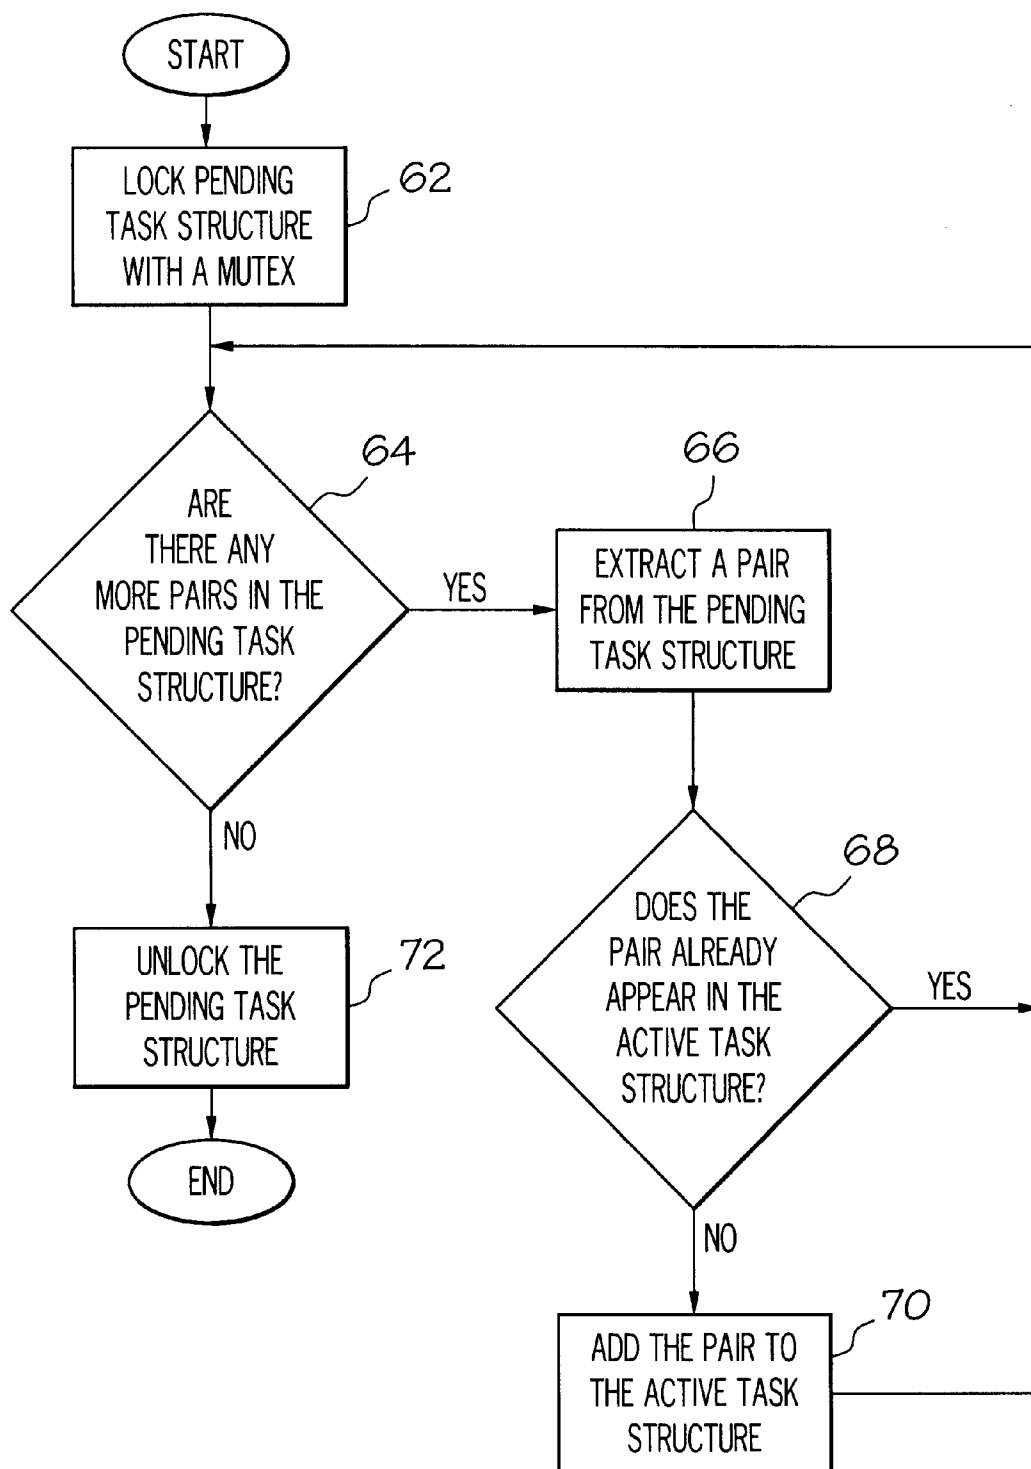 START
LOCK PENDING
TASK STRUCTURE
WITH A MUTEX
62
ARE
THERE ANY
MORE PAIRS IN THE
PENDING TASK
STRUCTURE?
64
YES
66
EXTRACT A PAIR
FROM THE PENDING
TASK STRUCTURE
NO
68
DOES THE
PAIR ALREADY
APPEAR IN THE
ACTIVE TASK
STRUCTURE?
YES
UNLOCK THE
PENDING TASK
STRUCTURE
72
END
NO
70
ADD THE PAIR TO
THE ACTIVE TASK
STRUCTURE